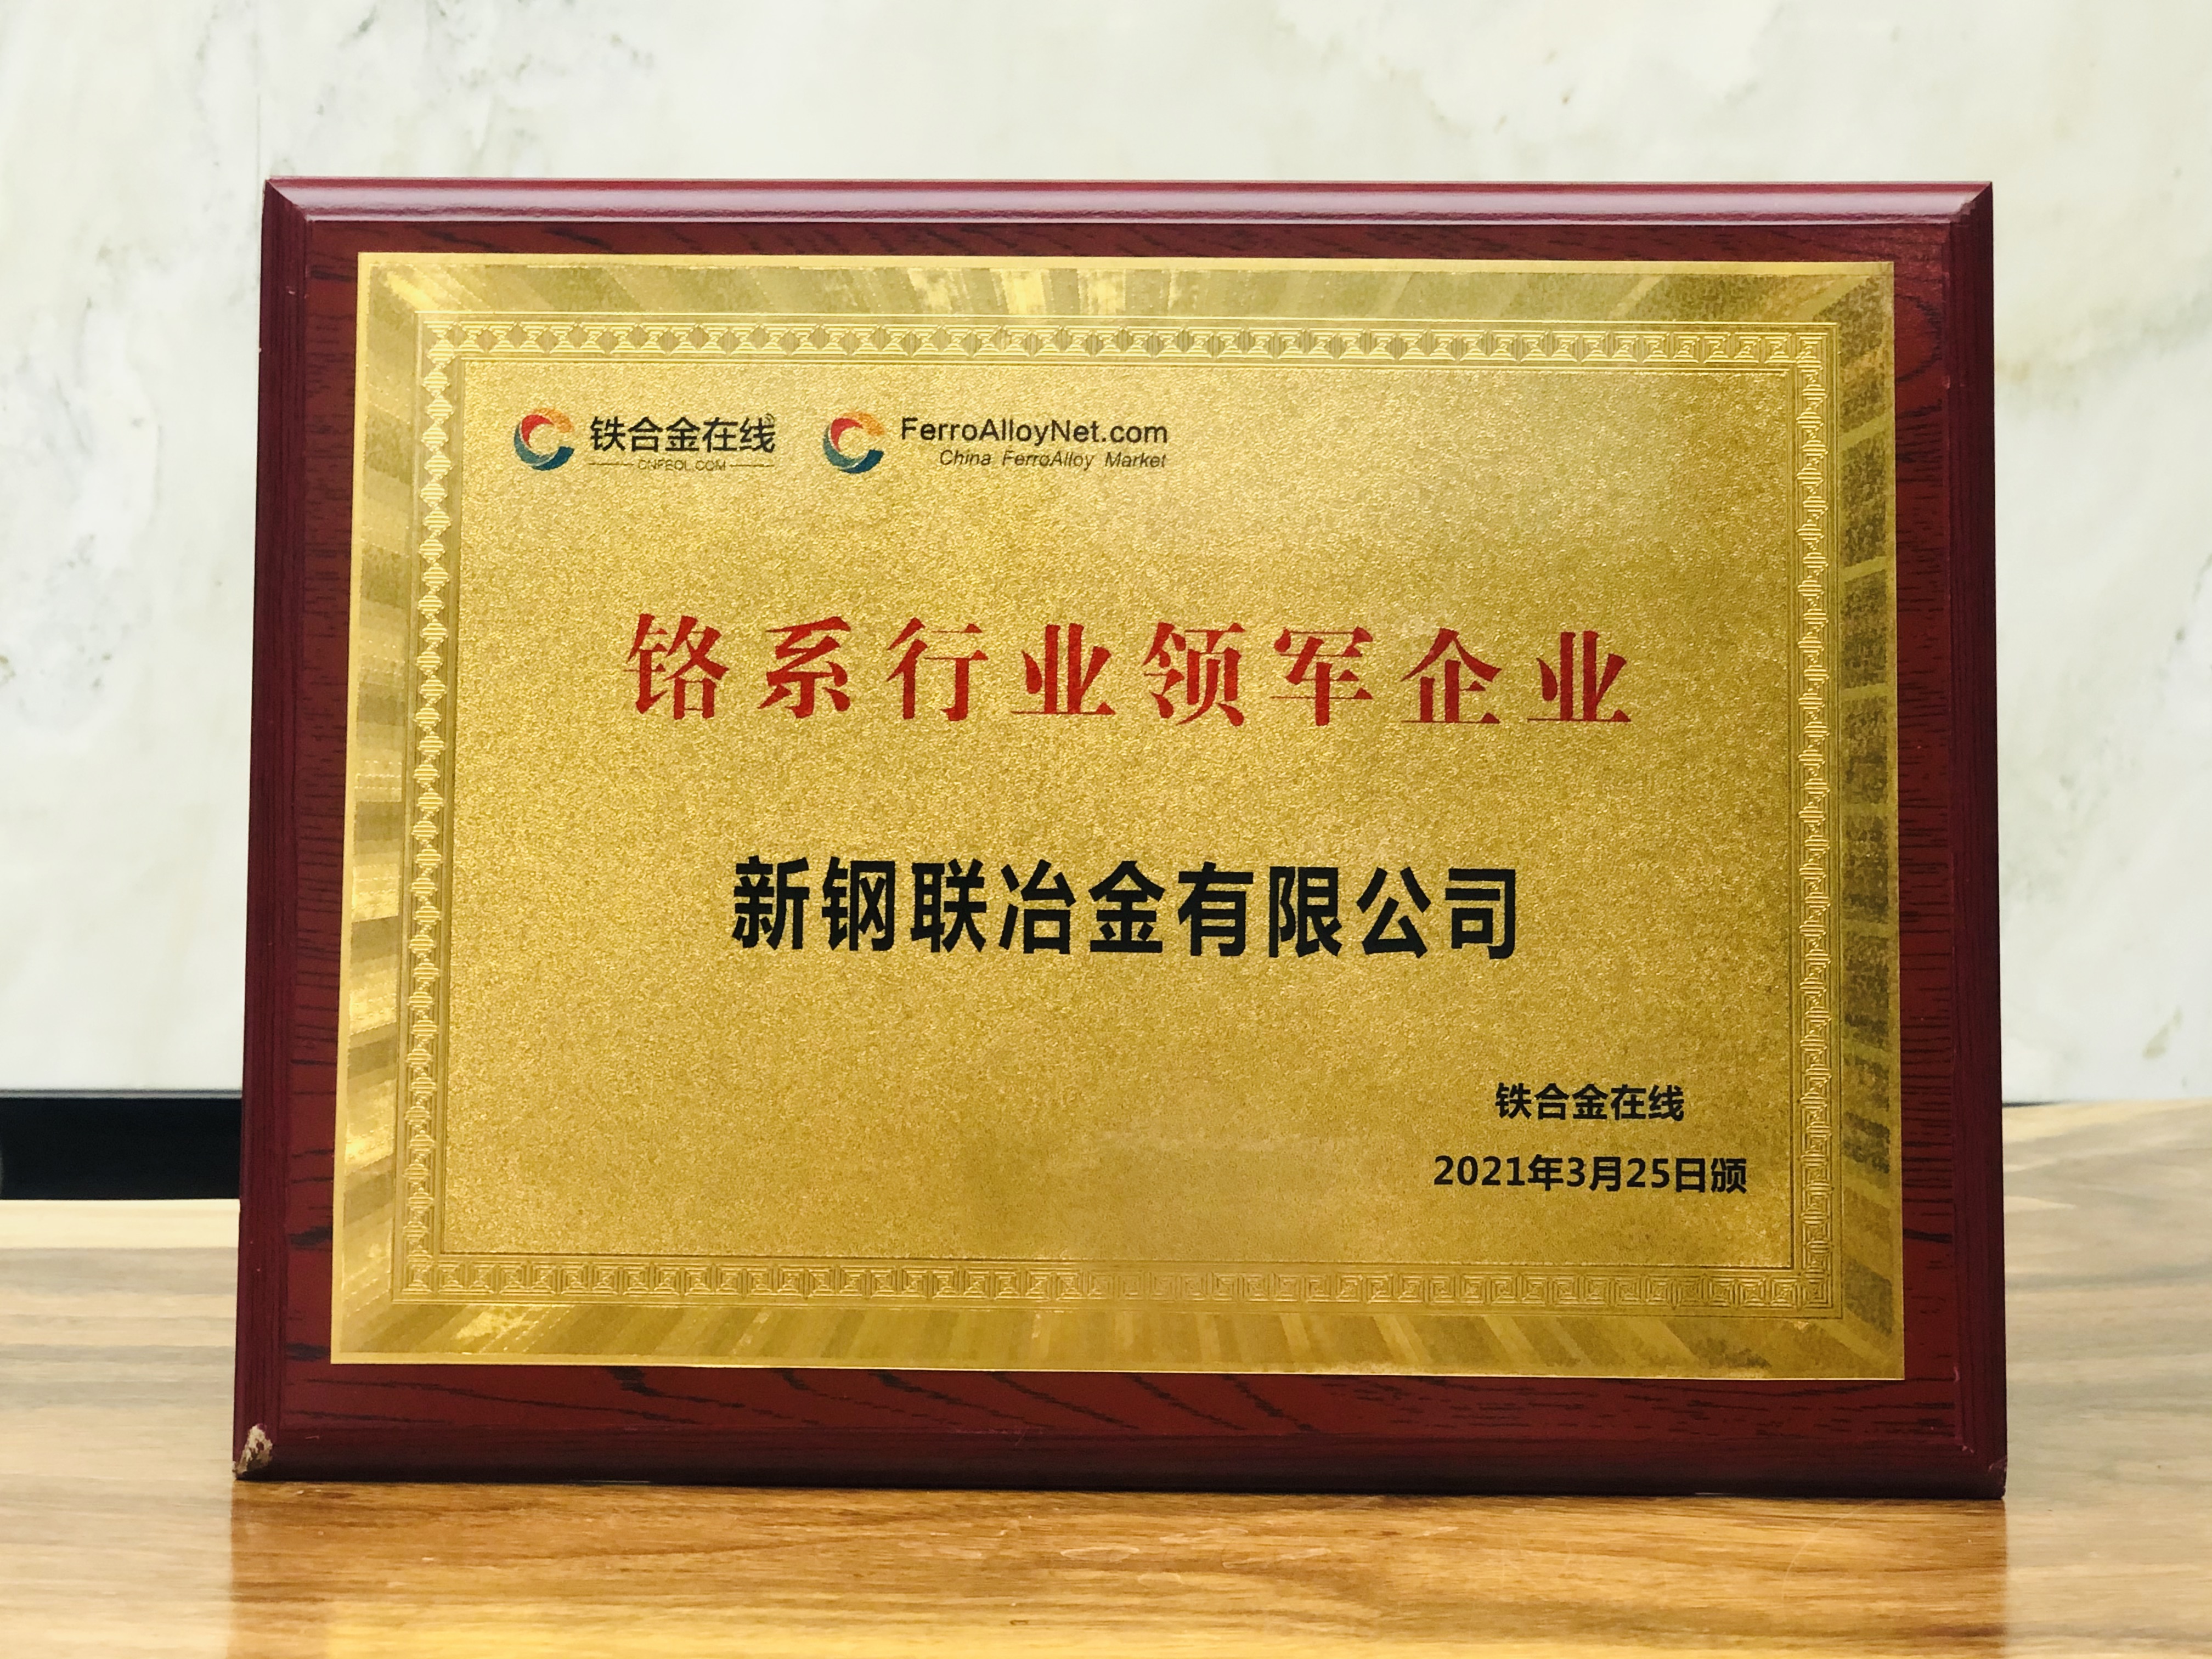 铁合金在线 FerroAlloyNet.com
CNFEOL.COM China FerroAlloy Market
铬系行业领军企业
新钢联冶金有限公司
铁合金在线
2021年3月25日颁